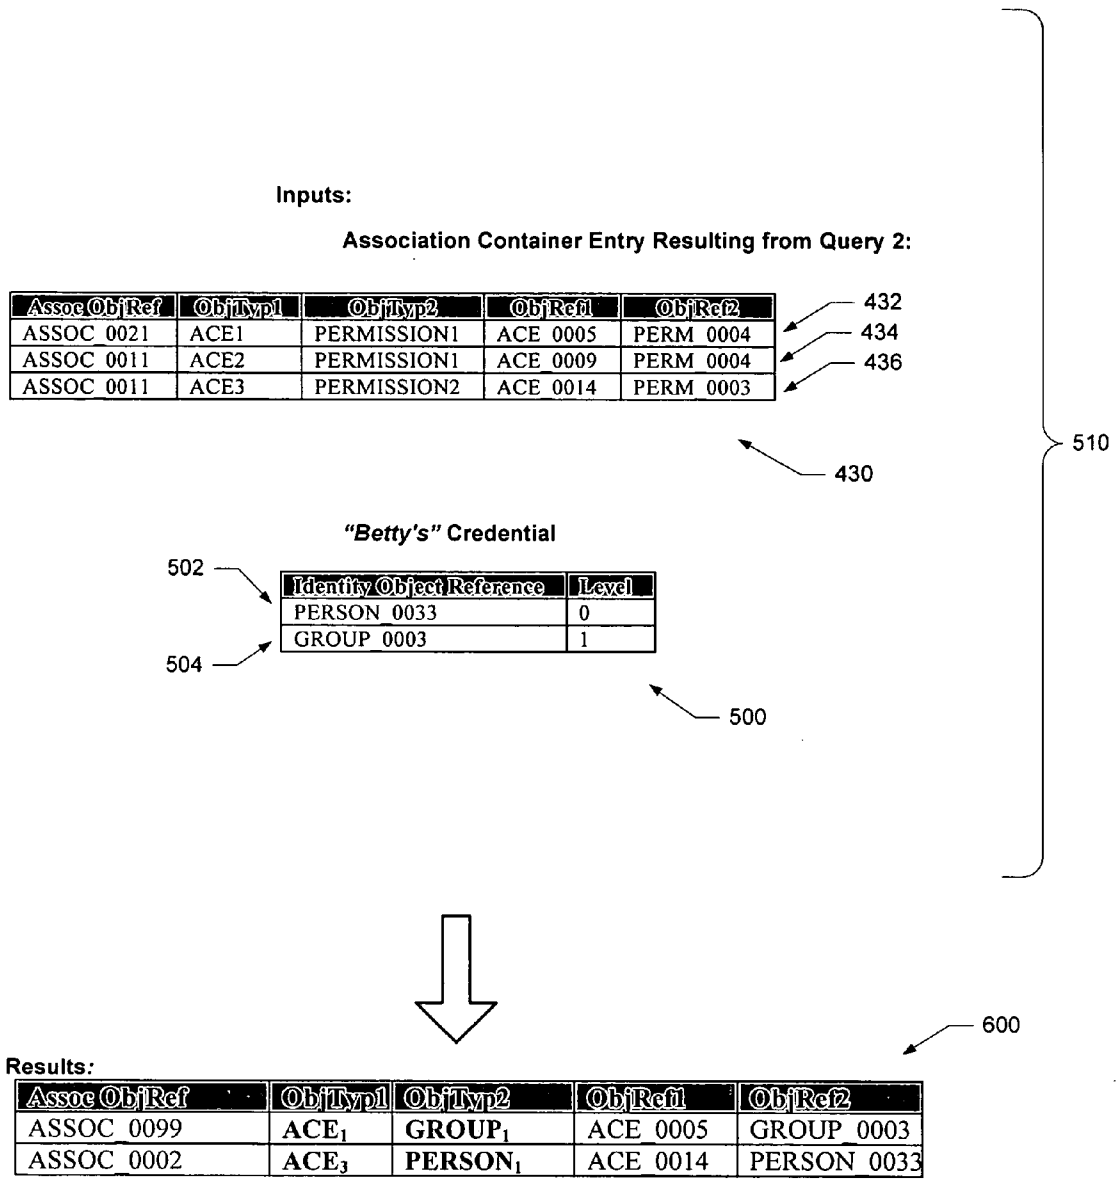 Inputs:
Association Container Entry Resulting from Query 2:
Assoc ObjRef ObjTyp1 ObjTyp2 ObjRef1 ObjRef2
ASSOC_0021 ACE1 PERMISSION1 ACE_0005 PERM_0004
ASSOC_0011 ACE2 PERMISSION1 ACE_0009 PERM_0004
ASSOC_0011 ACE3 PERMISSION2 ACE_0014 PERM_0003
432
434
436
510
430
"Betty's" Credential
502
Identity Object Reference Level
PERSON_0033 0
GROUP_0003 1
504
500
600
Results:
Assoc ObjRef ObjTyp1 ObjTyp2 ObjRef1 ObjRef2
ASSOC_0099 ACE₁ GROUP₁ ACE_0005 GROUP_0003
ASSOC_0002 ACE₃ PERSON₁ ACE_0014 PERSON_0033